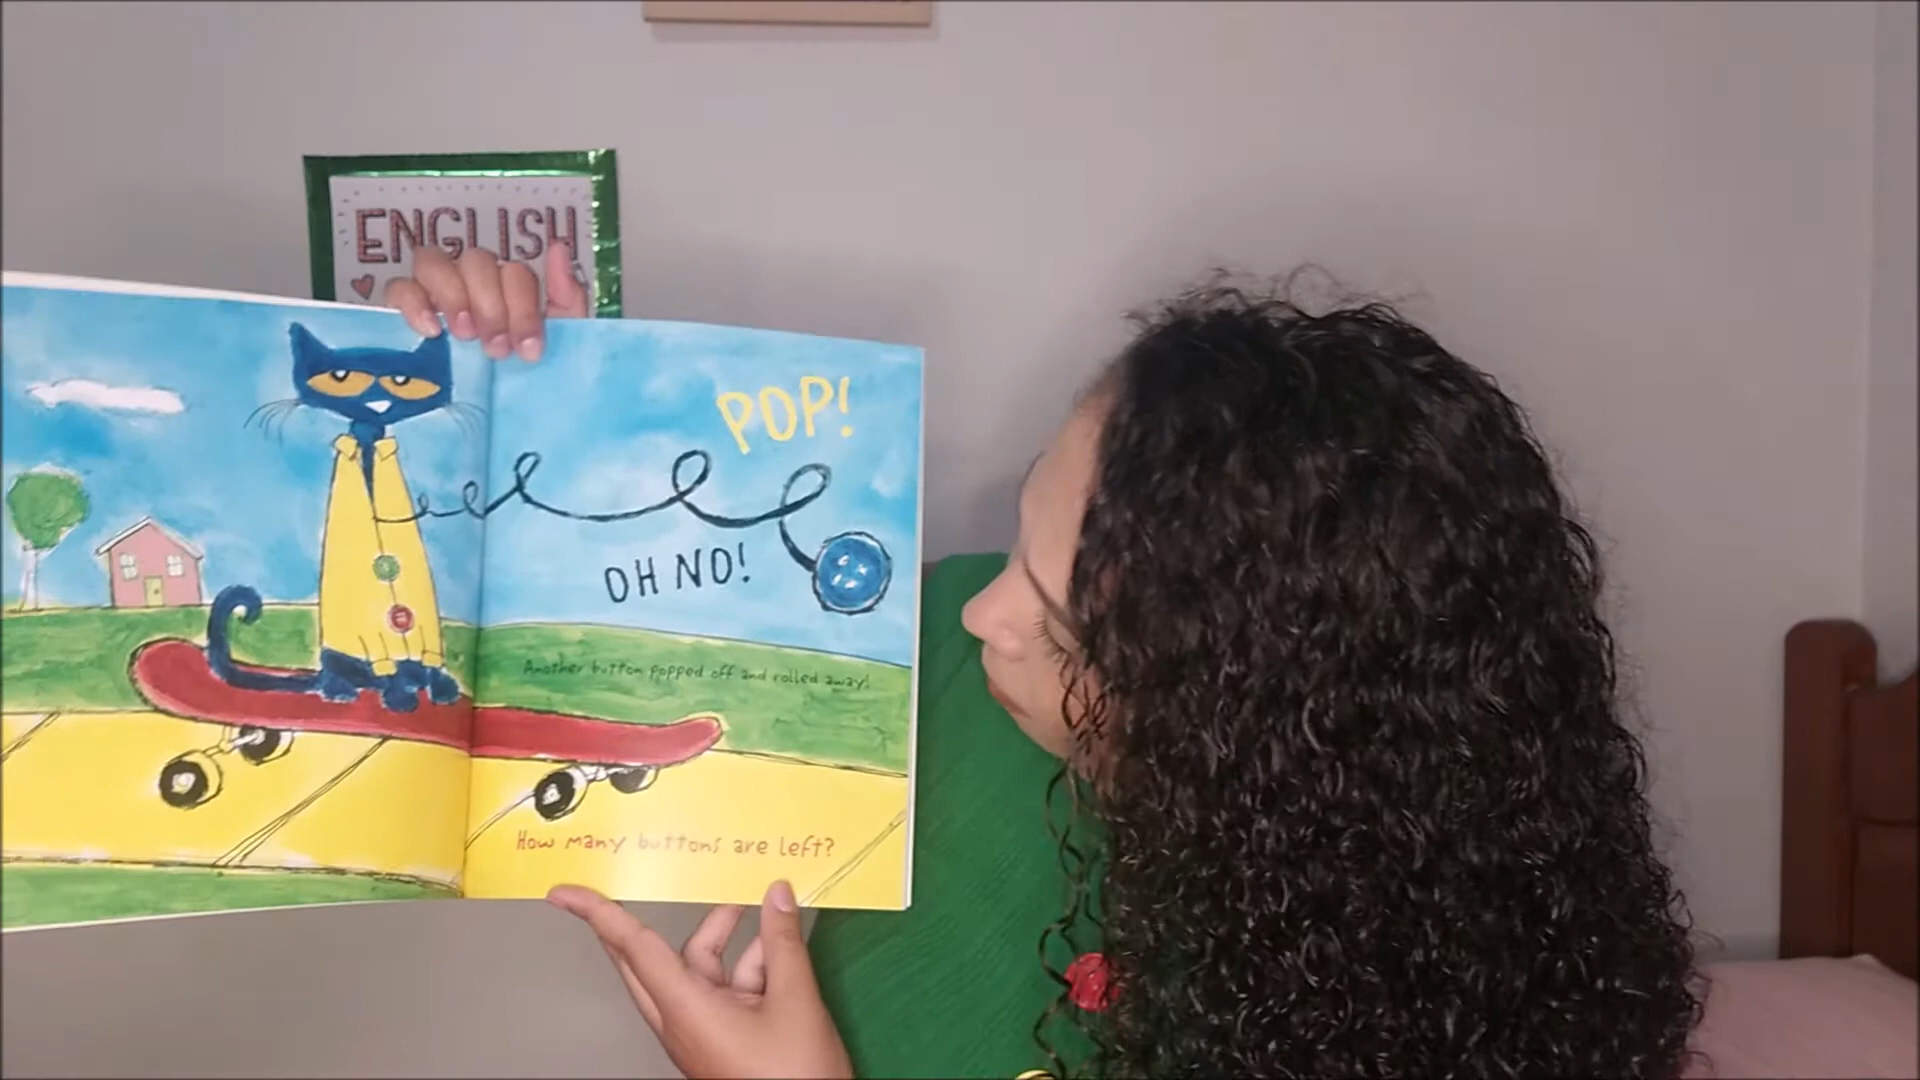 ENGLISH
POP!
OH NO!
Another button popped off and rolled away!
How many buttons are left?